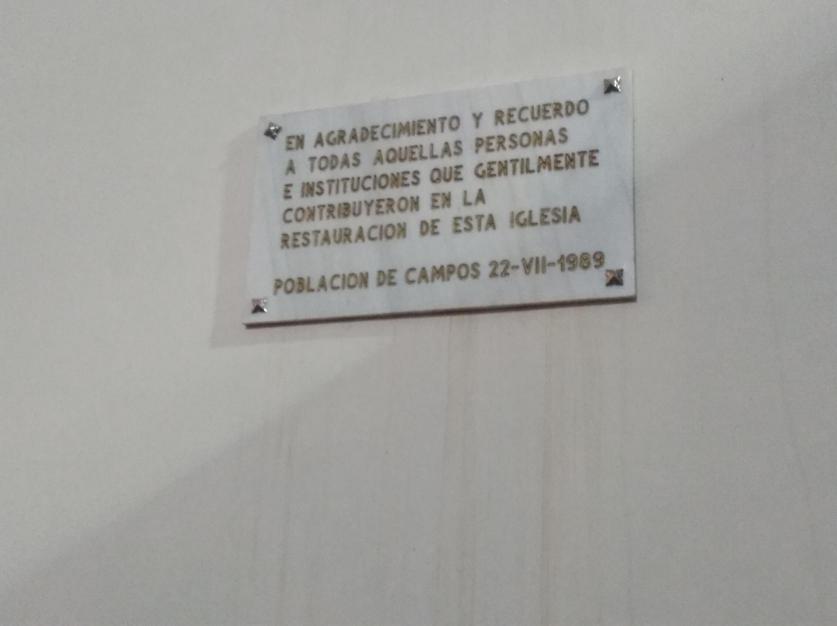 EN AGRADECIMIENTO Y RECUERDO
A TODAS AQUELLAS PERSONAS
E INSTITUCIONES QUE GENTILMENTE
CONTRIBUYERON EN LA
RESTAURACION DE ESTA IGLESIA
POBLACION DE CAMPOS 22-VII-1989